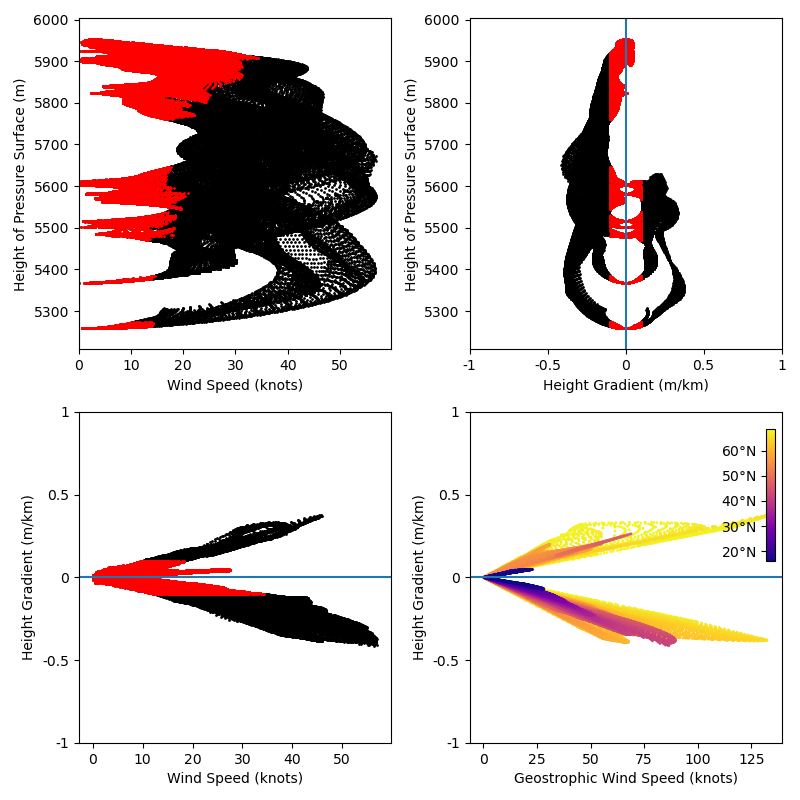 6000
5900
5800
5700
5600
5500
5400
5300
Height of Pressure Surface (m)
0 10 20 30 40 50
Wind Speed (knots)
6000
5900
5800
5700
5600
5500
5400
5300
Height of Pressure Surface (m)
-1 -0.5 0 0.5 1
Height Gradient (m/km)
1
0.5
0
-0.5
-1
Height Gradient (m/km)
0 10 20 30 40 50
Wind Speed (knots)
1
0.5
0
-0.5
-1
Height Gradient (m/km)
60°N
50°N
40°N
30°N
20°N
0 25 50 75 100 125
Geostrophic Wind Speed (knots)